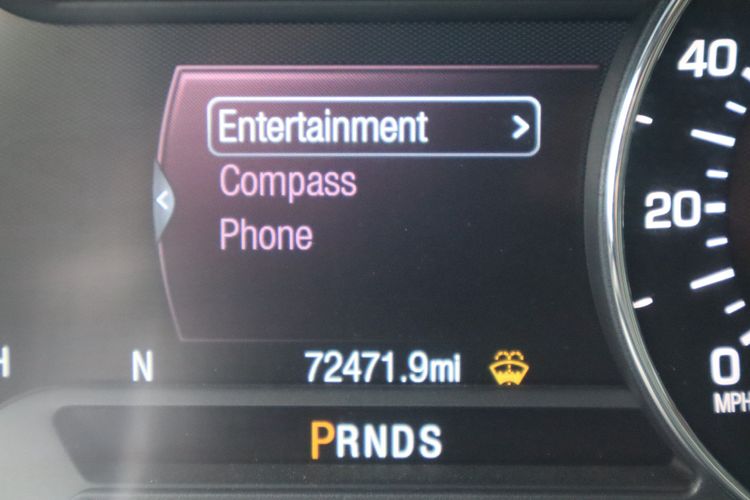 Entertainment >
Compass
Phone
40
20
0
MPH
H N 72471.9mi
PRNDS